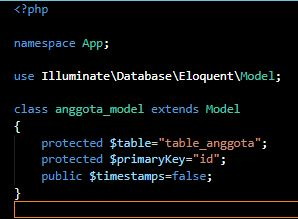 <?php
namespace App;
use Illuminate\Database\Eloquent\Model;
class anggota_model extends Model
{
    protected $table="table_anggota";
    protected $primaryKey="id";
    public $timestamps=false;
}